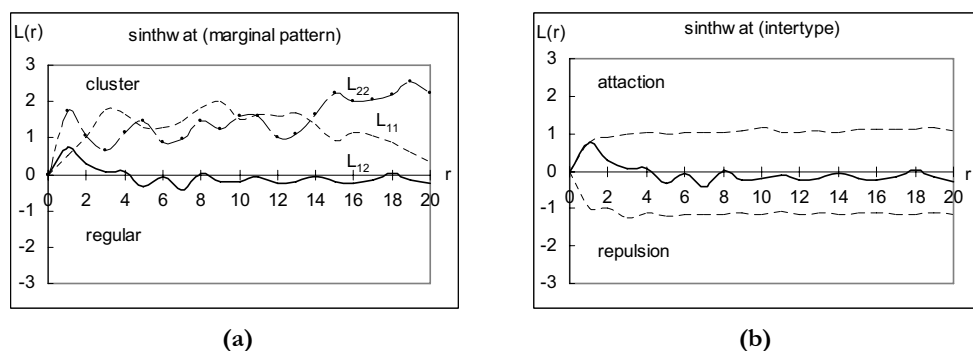 sinthw at (marginal pattern)
L(r)
3
2
1
0
-1
-2
-3
cluster
L22
L11
L12
r
0 2 4 6 8 10 12 14 16 18 20
regular
(a)
sinthw at (intertype)
L(r)
3
2
1
0
-1
-2
-3
attaction
r
0 2 4 6 8 10 12 14 16 18 20
repulsion
(b)